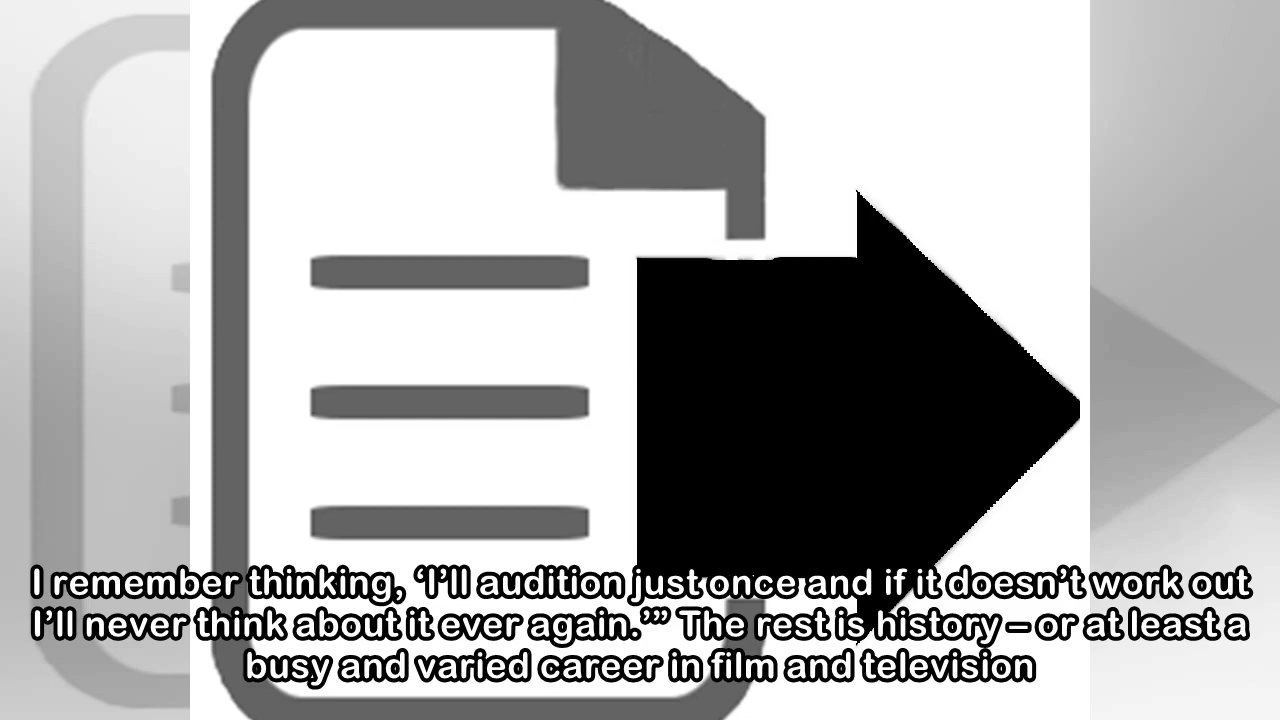 I remember thinking, ‘I’ll audition just once and if it doesn’t work out
I’ll never think about it ever again.’” The rest is history – or at least a
busy and varied career in film and television